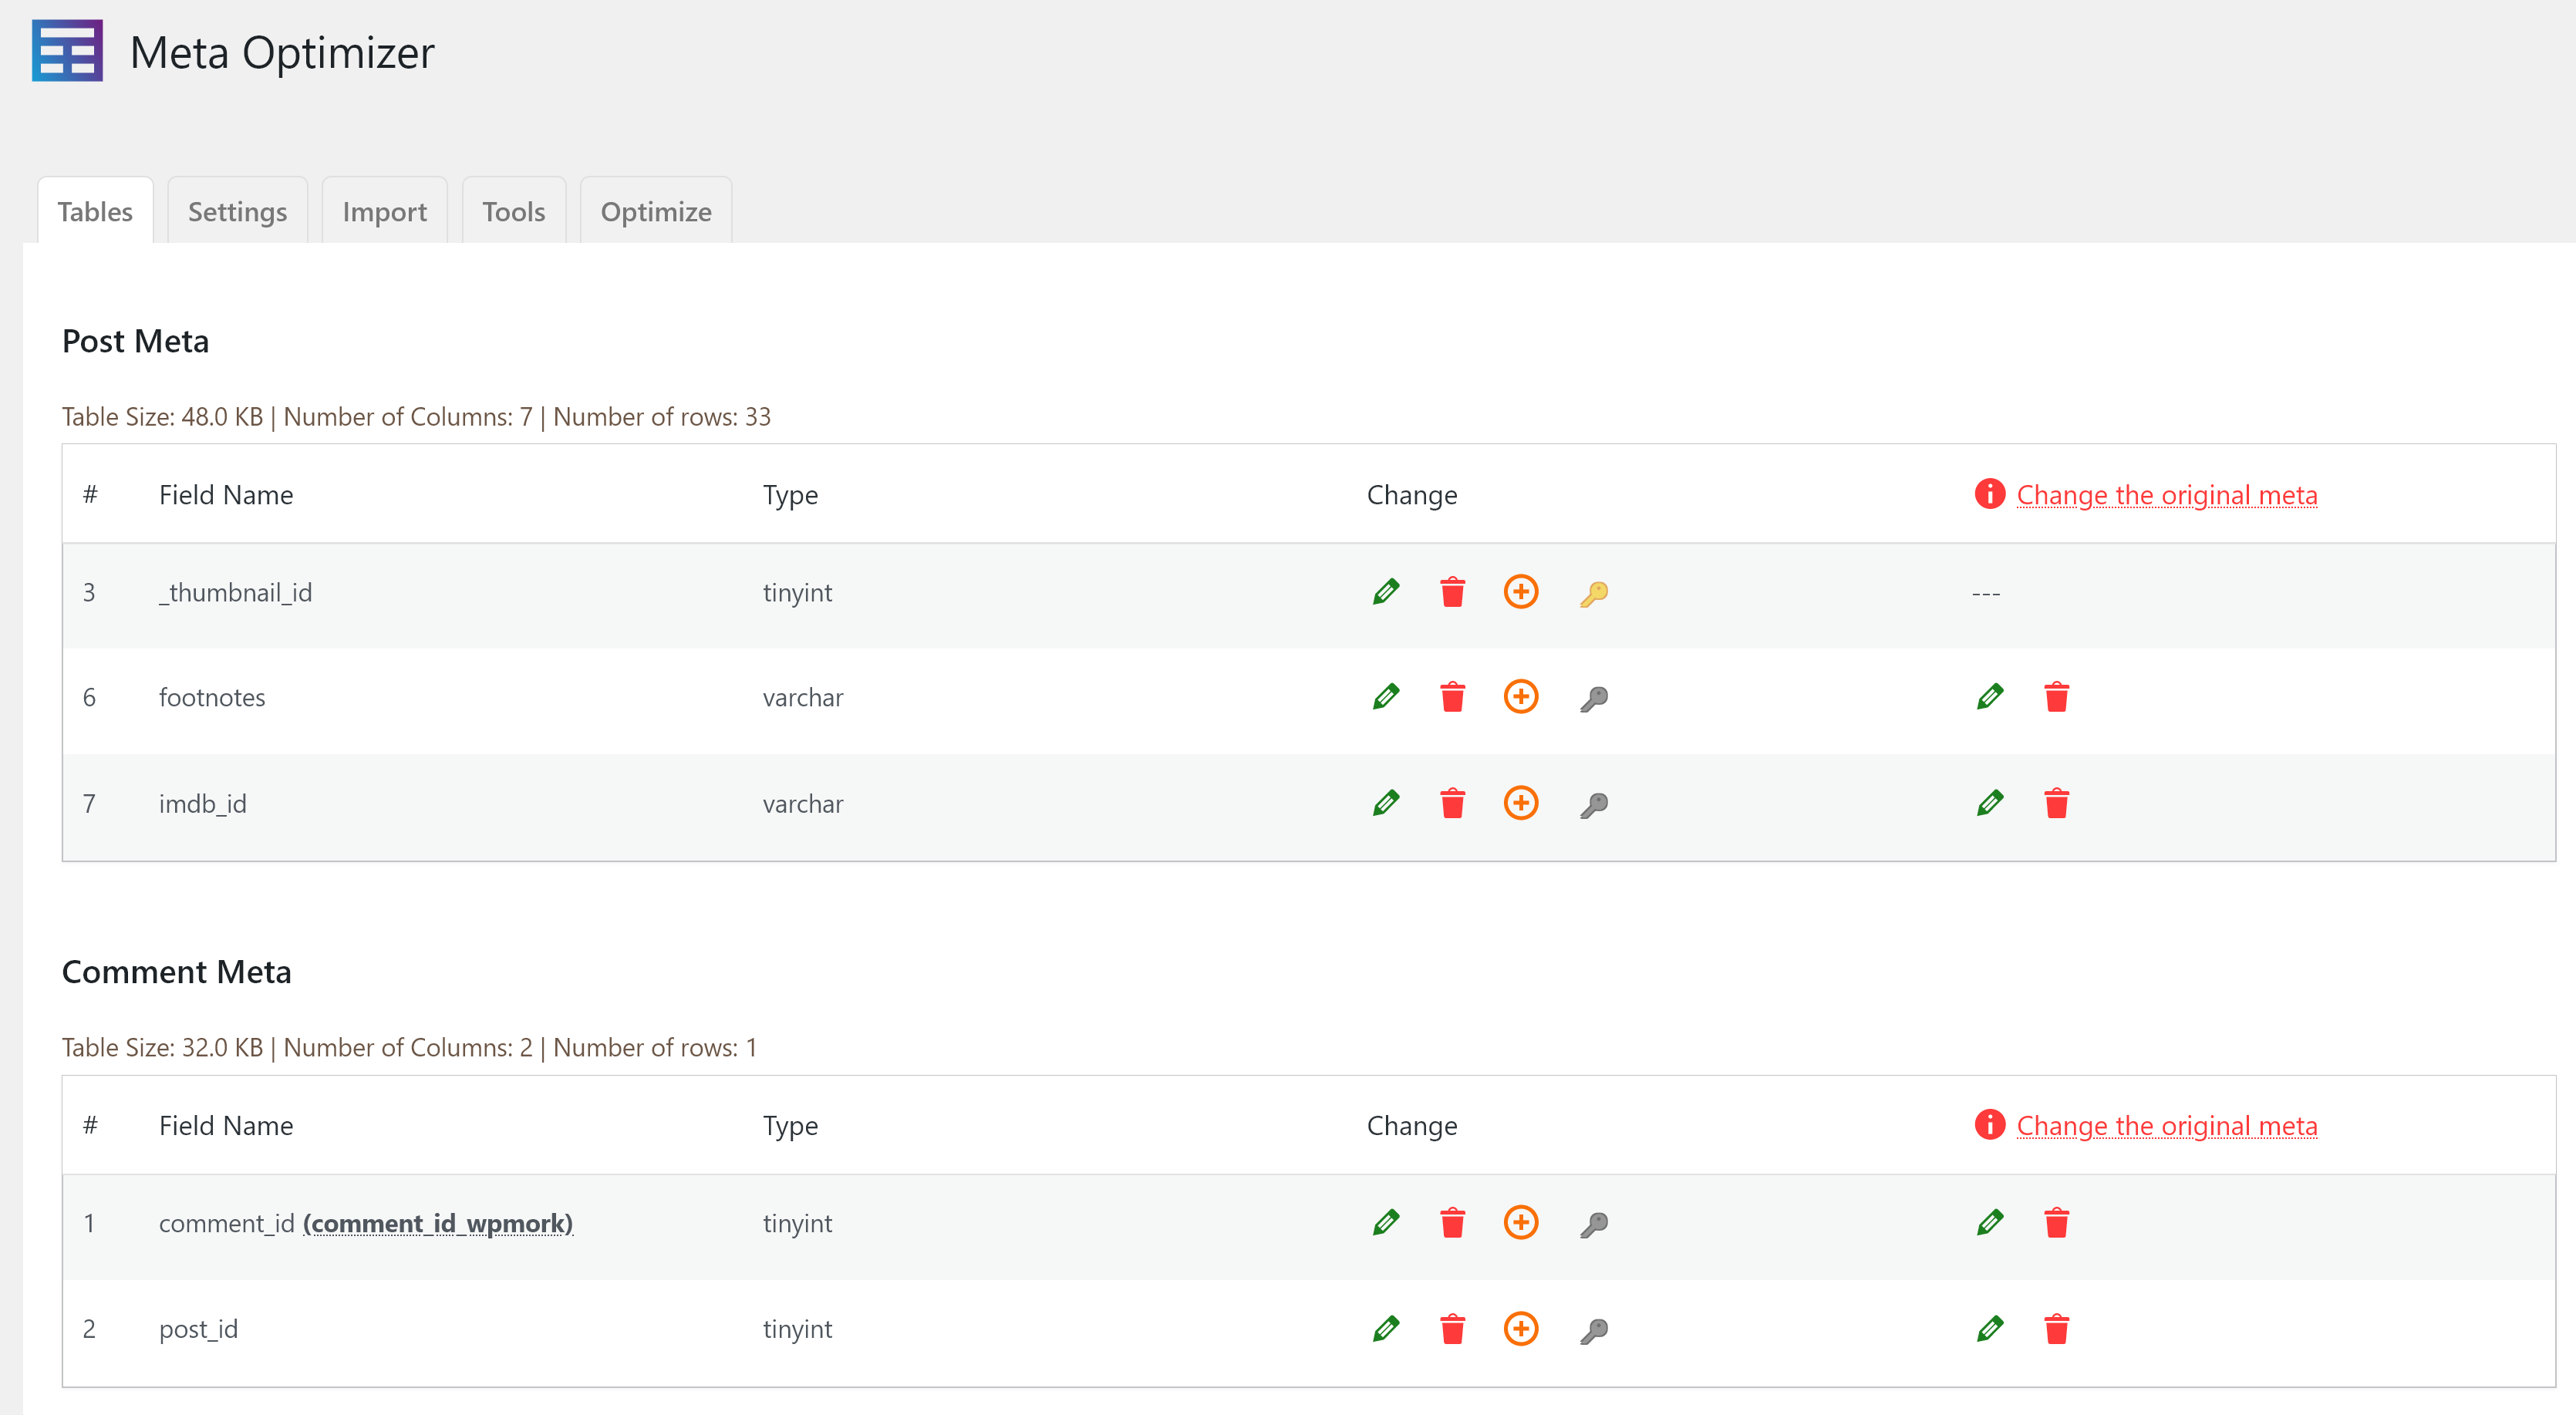 Meta Optimizer
Tables Settings Import Tools Optimize
Post Meta
Table Size: 48.0 KB | Number of Columns: 7 | Number of rows: 33
# Field Name Type Change Change the original meta
3 _thumbnail_id tinyint ---
6 footnotes varchar
7 imdb_id varchar
Comment Meta
Table Size: 32.0 KB | Number of Columns: 2 | Number of rows: 1
# Field Name Type Change Change the original meta
1 comment_id (comment_id_wpmork) tinyint
2 post_id tinyint